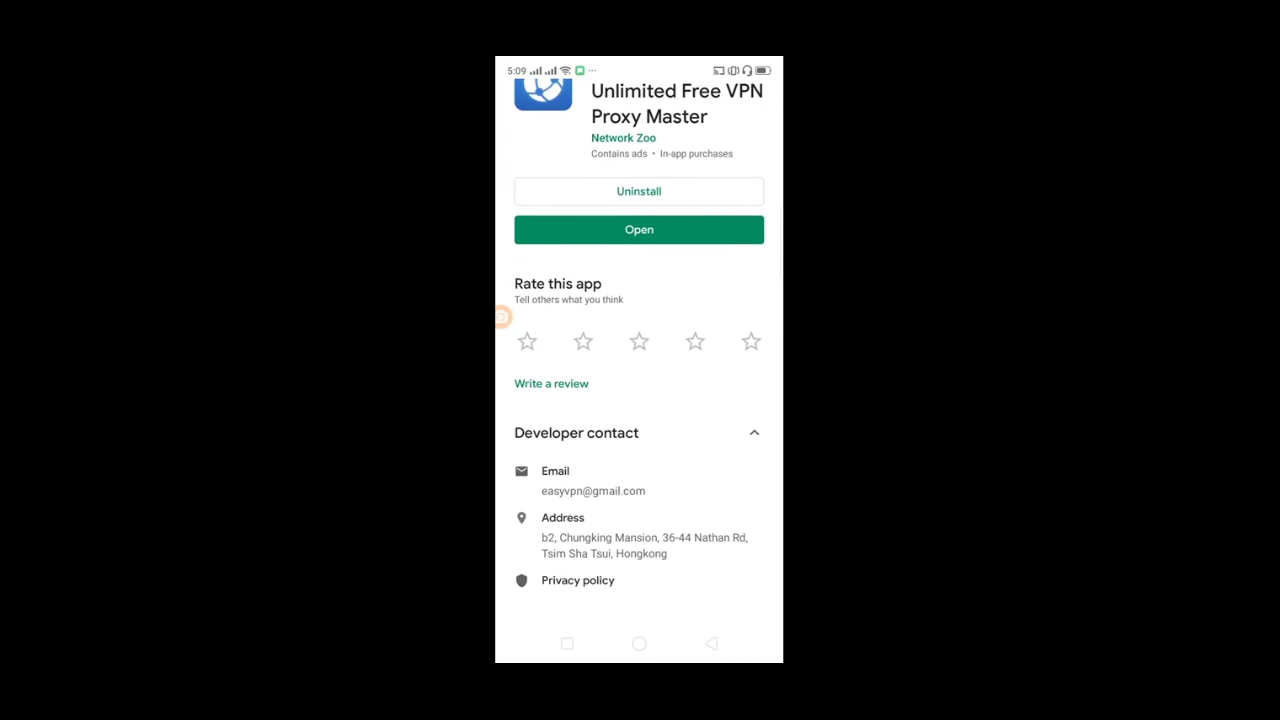 5:09
Unlimited Free VPN
Proxy Master
Network Zoo
Contains ads • In-app purchases
Uninstall
Open
Rate this app
Tell others what you think
Write a review
Developer contact
Email
easyvpn@gmail.com
Address
b2, Chungking Mansion, 36-44 Nathan Rd,
Tsim Sha Tsui, Hongkong
Privacy policy